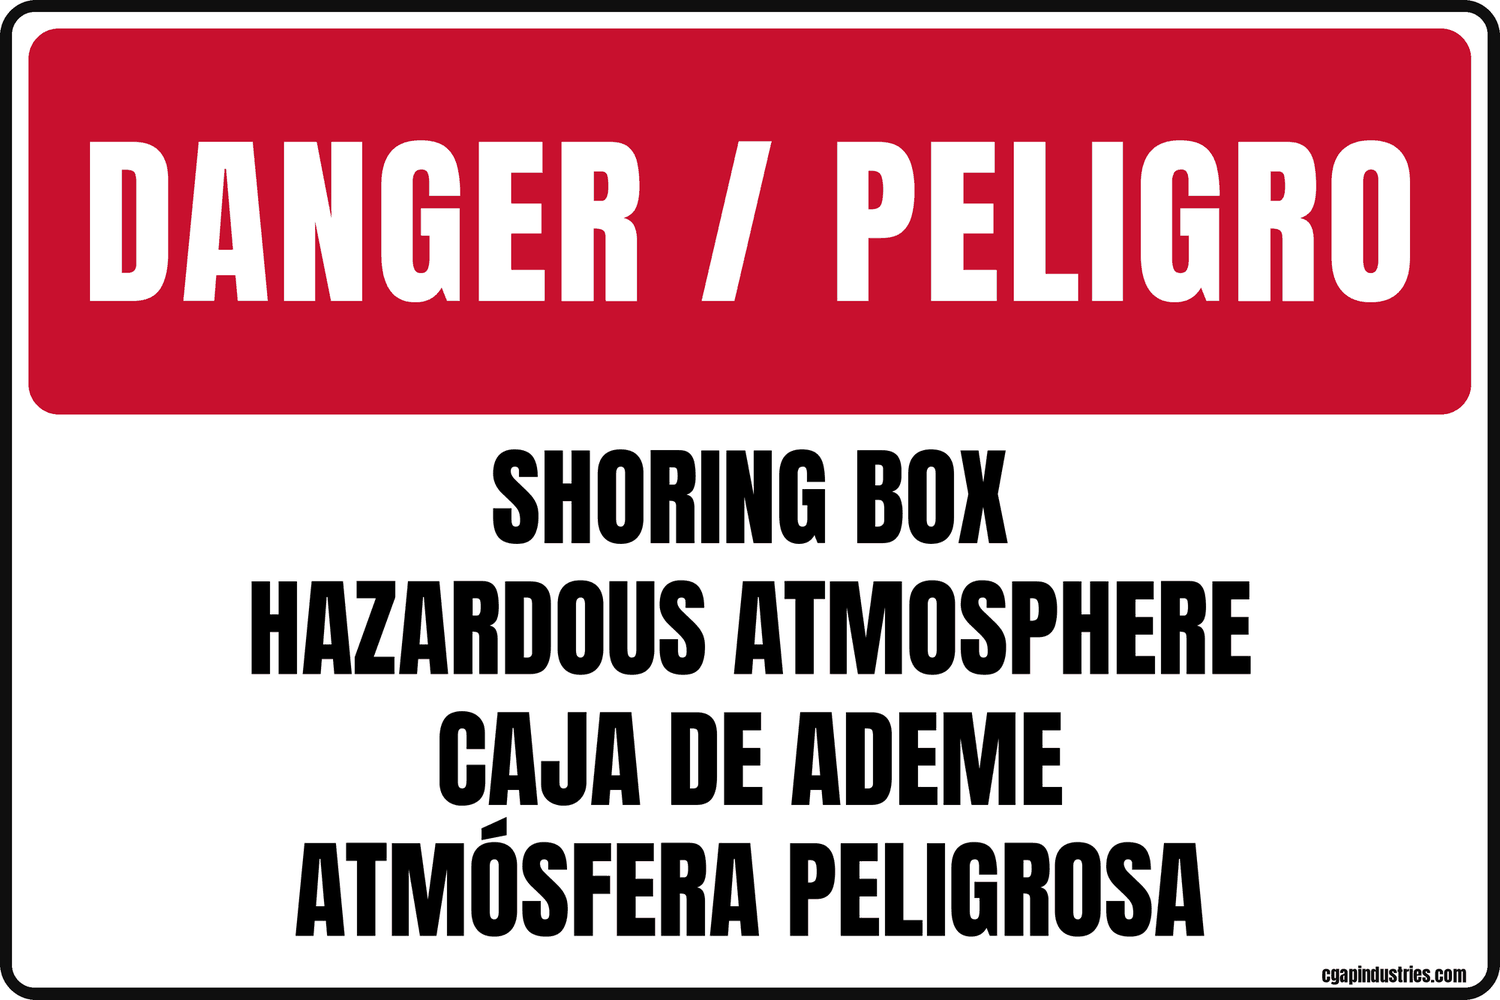 DANGER / PELIGRO
SHORING BOX
HAZARDOUS ATMOSPHERE
CAJA DE ADEME
ATMÓSFERA PELIGROSA
cgapindustries.com